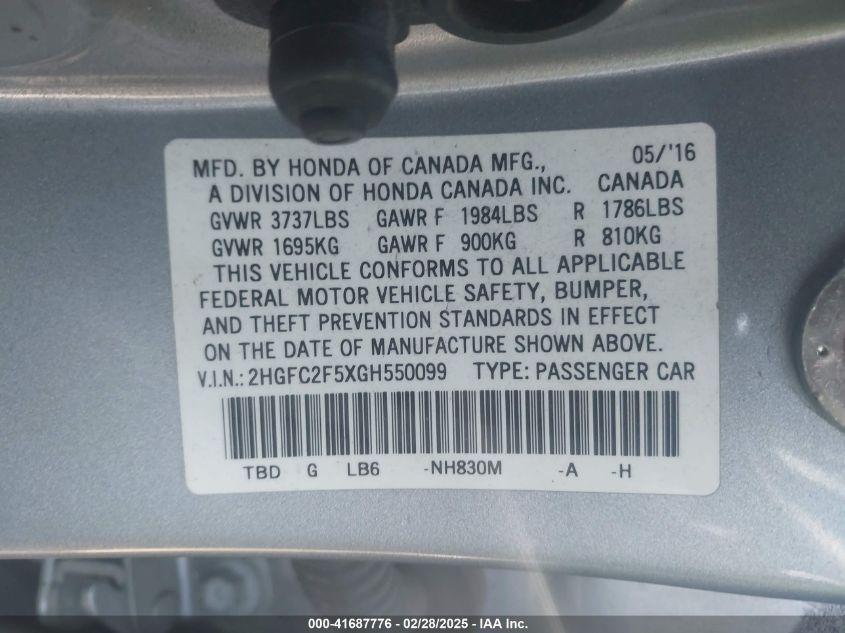 MFD. BY HONDA OF CANADA MFG., 05/'16
A DIVISION OF HONDA CANADA INC. CANADA
GVWR 3737LBS GAWR F 1984LBS R 1786LBS
GVWR 1695KG GAWR F 900KG R 810KG
THIS VEHICLE CONFORMS TO ALL APPLICABLE
FEDERAL MOTOR VEHICLE SAFETY, BUMPER,
AND THEFT PREVENTION STANDARDS IN EFFECT
ON THE DATE OF MANUFACTURE SHOWN ABOVE.
V.I.N.: 2HGFC2F5XGH550099 TYPE: PASSENGER CAR
TBD G LB6 -NH830M -A -H
000-41687776 - 02/28/2025 - IAA Inc.